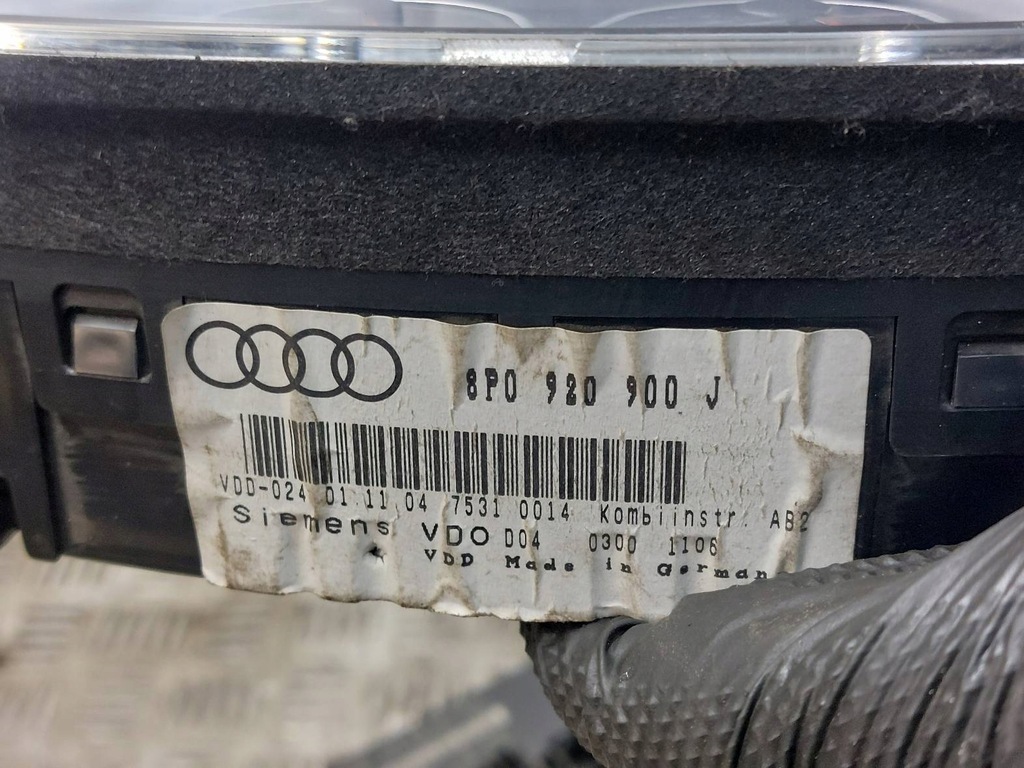 8P0 920 900 J
VDD-024 01 11 04 7531 0014 Kombiinstr. AB2
Siemens VDO D04 0300 1106
VDD Made in German